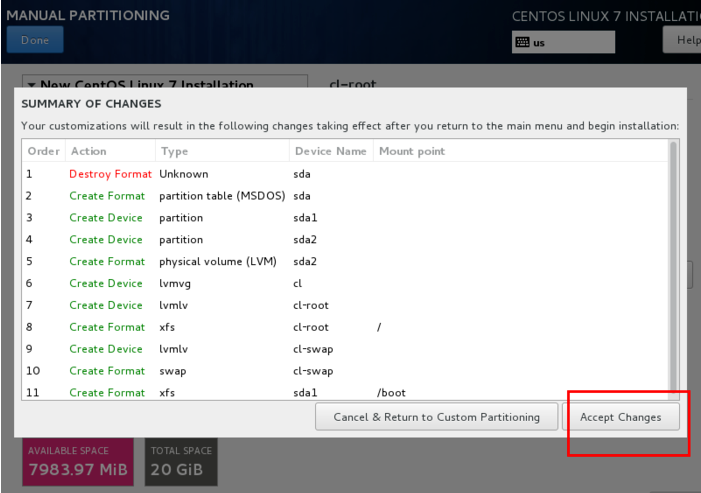 MANUAL PARTITIONING
CENTOS LINUX 7 INSTALLATI
Done
us
Help
New CentOS Linux 7 Installation
cl-root
SUMMARY OF CHANGES
Your customizations will result in the following changes taking effect after you return to the main menu and begin installation:
Order Action Type Device Name Mount point
1 Destroy Format Unknown sda
2 Create Format partition table (MSDOS) sda
3 Create Device partition sda1
4 Create Device partition sda2
5 Create Format physical volume (LVM) sda2
6 Create Device lvmvg cl
7 Create Device lvmlv cl-root
8 Create Format xfs cl-root /
9 Create Device lvmlv cl-swap
10 Create Format swap cl-swap
11 Create Format xfs sda1 /boot
Cancel & Return to Custom Partitioning
Accept Changes
AVAILABLE SPACE
7983.97 MiB
TOTAL SPACE
20 GiB